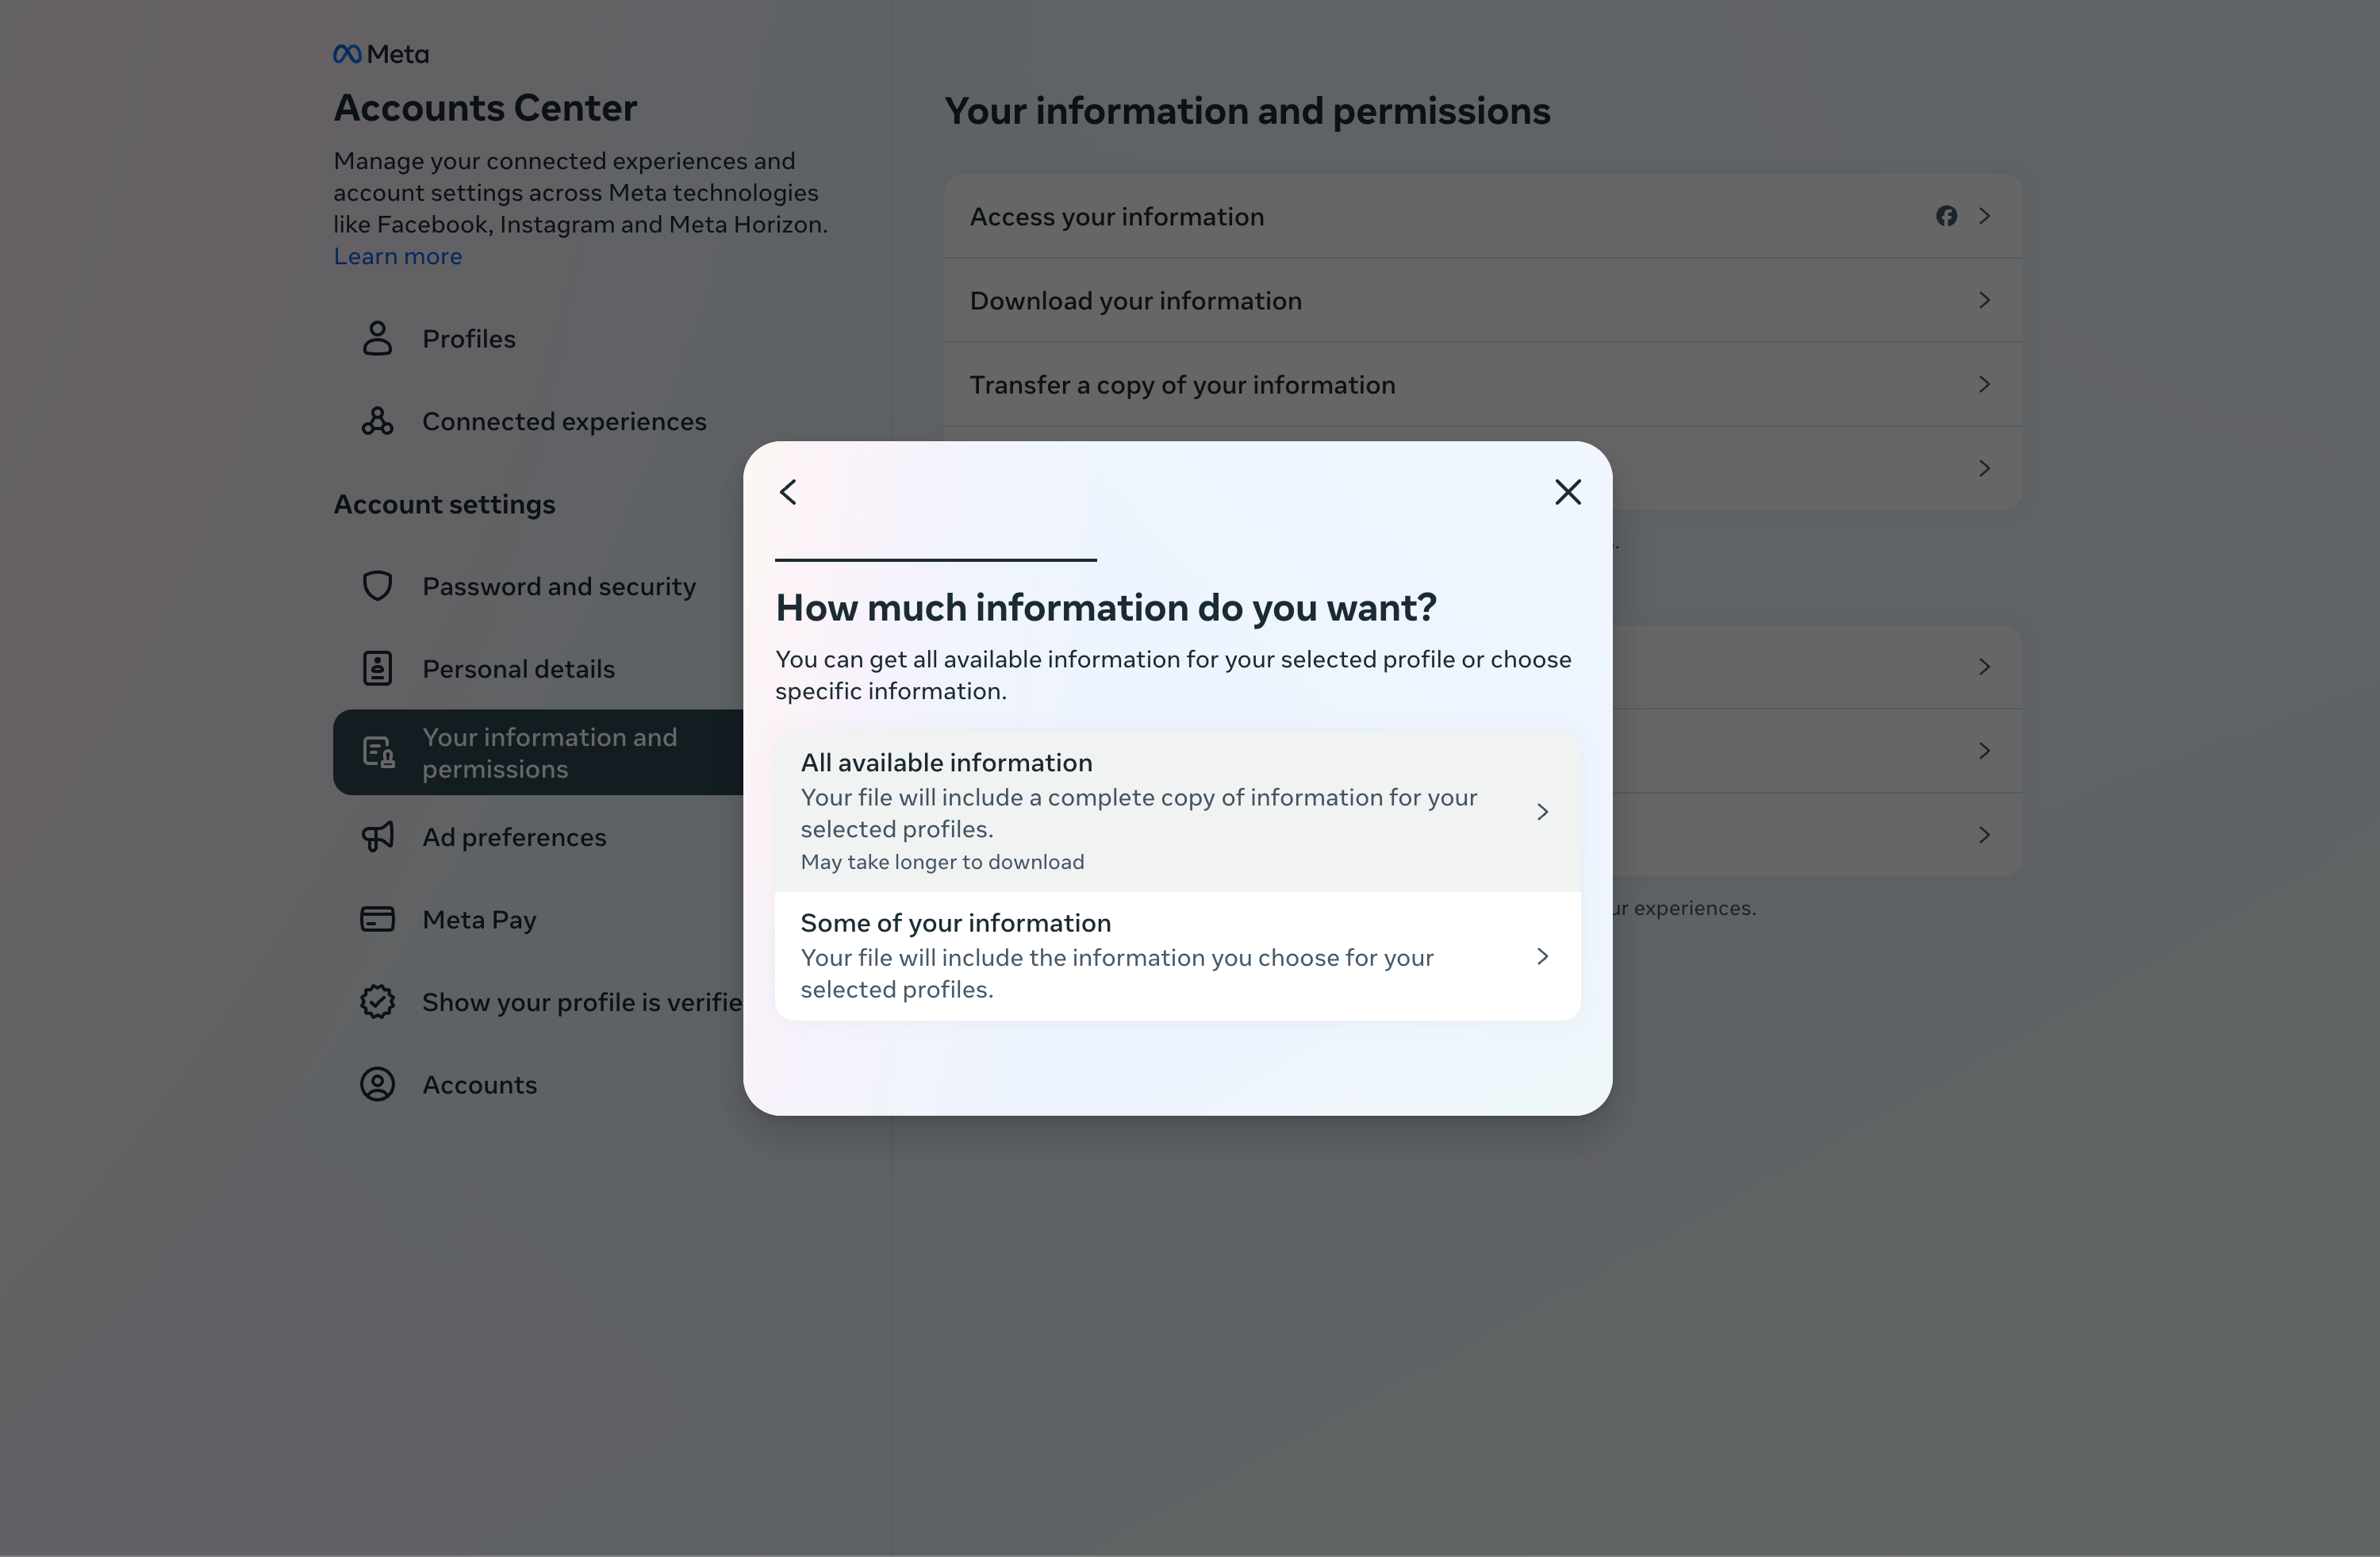 Meta
Accounts Center
Manage your connected experiences and
account settings across Meta technologies
like Facebook, Instagram and Meta Horizon.
Learn more
Profiles
Connected experiences
Account settings
Password and security
Personal details
Your information and
permissions
Ad preferences
Meta Pay
Show your profile is verifie
Accounts
Your information and permissions
Access your information
Download your information
Transfer a copy of your information
How much information do you want?
You can get all available information for your selected profile or choose
specific information.
All available information
Your file will include a complete copy of information for your
selected profiles.
May take longer to download
Some of your information
Your file will include the information you choose for your
selected profiles.
experiences.